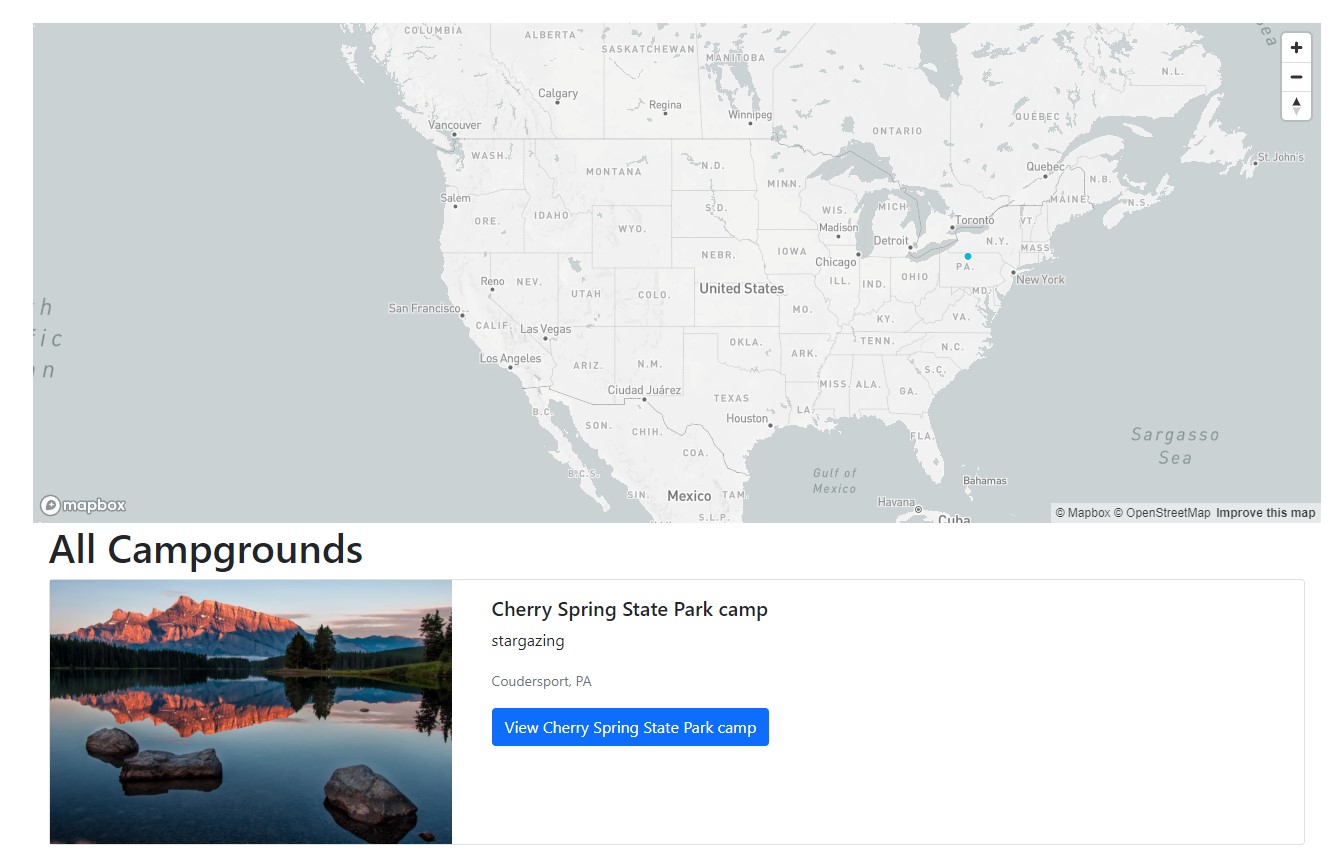 COLUMBIA
ALBERTA
SASKATCHEWAN
MANITOBA
N.L.
Calgary
Regina
Winnipeg
Vancouver
ONTARIO
QUÉBEC
St. John's
WASH.
MONTANA
N.D.
MINN.
Quebec
N.B.
Salem
ORE.
IDAHO
WYO.
S.D.
WIS.
MICH.
MAINE
N.S.
Madison
Toronto
VT.
Detroit
N.Y.
MASS.
NEBR.
IOWA
Chicago
PA.
Reno
NEV.
UTAH
COLO.
United States
ILL.
IND.
OHIO
MD.
New York
San Francisco
CALIF.
Las Vegas
MO.
KY.
VA.
Los Angeles
ARIZ.
N.M.
OKLA.
ARK.
TENN.
N.C.
S.C.
Ciudad Juárez
TEXAS
MISS.
ALA.
GA.
B.C.
Houston
LA.
SON.
CHIH.
FLA.
Sargasso
Sea
COA.
B.C.S.
Gulf of
Mexico
Bahamas
SIN.
Mexico
TAM.
Havana
S.L.P.
Cuba
mapbox
© Mapbox © OpenStreetMap Improve this map
All Campgrounds
Cherry Spring State Park camp
stargazing
Coudersport, PA
View Cherry Spring State Park camp